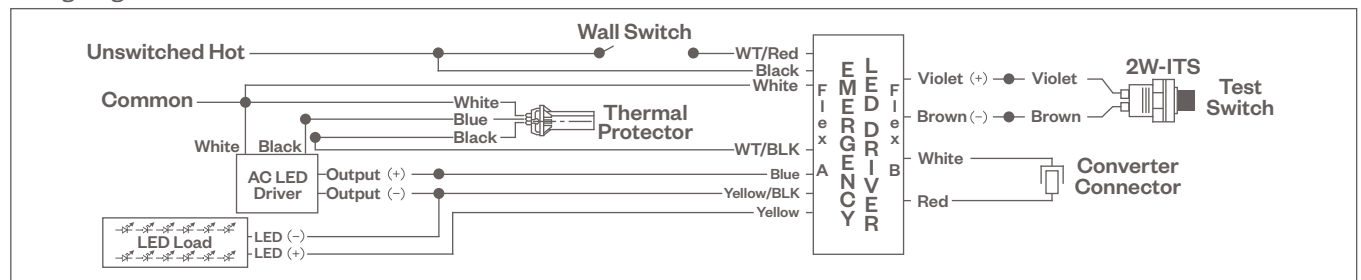 Wall Switch
Unswitched Hot
WT/Red
Black
White
Common
White
Blue
Black
Thermal
Protector
White
Black
WT/BLK
AC LED
Driver
Output (+)
Output (-)
Blue
Yellow/BLK
Yellow
LED Load
LED (-)
LED (+)
Flex A
EMERGENCY
LED DRIVER
Flex B
Violet (+)
Violet
2W-ITS
Test
Switch
Brown (-)
Brown
White
Red
Converter
Connector